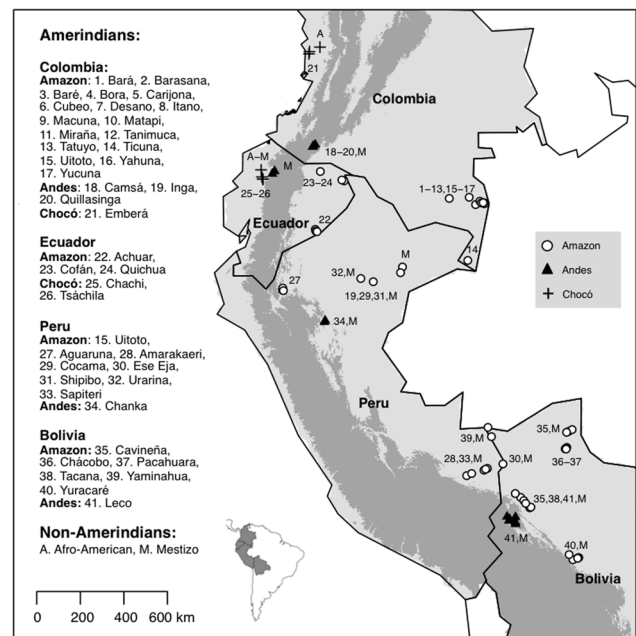 Amerindians:
Colombia:
Amazon: 1. Bará, 2. Barasana,
3. Baré, 4. Bora, 5. Carijona,
6. Cubeo, 7. Desano, 8. Itano,
9. Macuna, 10. Matapi,
11. Miraña, 12. Tanimuca,
13. Tatuyo, 14. Ticuna,
15. Uitoto, 16. Yahuna,
17. Yucuna
Andes: 18. Camsá, 19. Inga,
20. Quillasinga
Chocó: 21. Emberá
Ecuador
Amazon: 22. Achuar,
23. Cofán, 24. Quichua
Chocó: 25. Chachi,
26. Tsáchila
Peru
Amazon: 15. Uitoto,
27. Aguaruna, 28. Amarakaeri,
29. Cocama, 30. Ese Eja,
31. Shipibo, 32. Urarina,
33. Sapiteri
Andes: 34. Chanka
Bolivia
Amazon: 35. Cavineña,
36. Chácobo, 37. Pacahuara,
38. Tacana, 39. Yaminahua,
40. Yuracaré
Andes: 41. Leco
Non-Amerindians:
A. Afro-American, M. Mestizo
0 200 400 600 km
A
21
Colombia
18–20,M
A–M
M
25–26
23–24
1–13,15–17
Ecuador
22
14
M
32,M
19,29,31,M
27
34,M
Amazon
Andes
Chocó
Peru
39,M
35,M
28,33,M
30,M
36–37
35,38,41,M
41,M
40,M
Bolivia